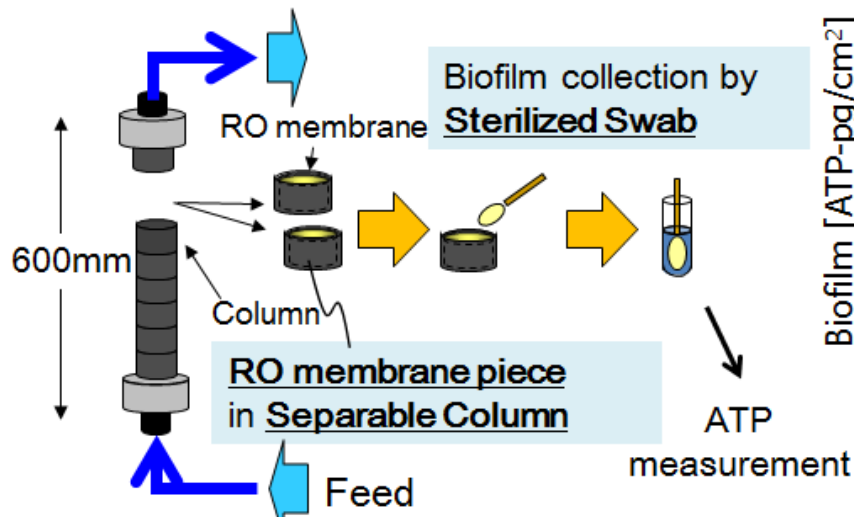 Biofilm collection by
Sterilized Swab
RO membrane
600mm
Column
RO membrane piece
in Separable Column
Feed
ATP
measurement
Biofilm [ATP-pg/cm²]